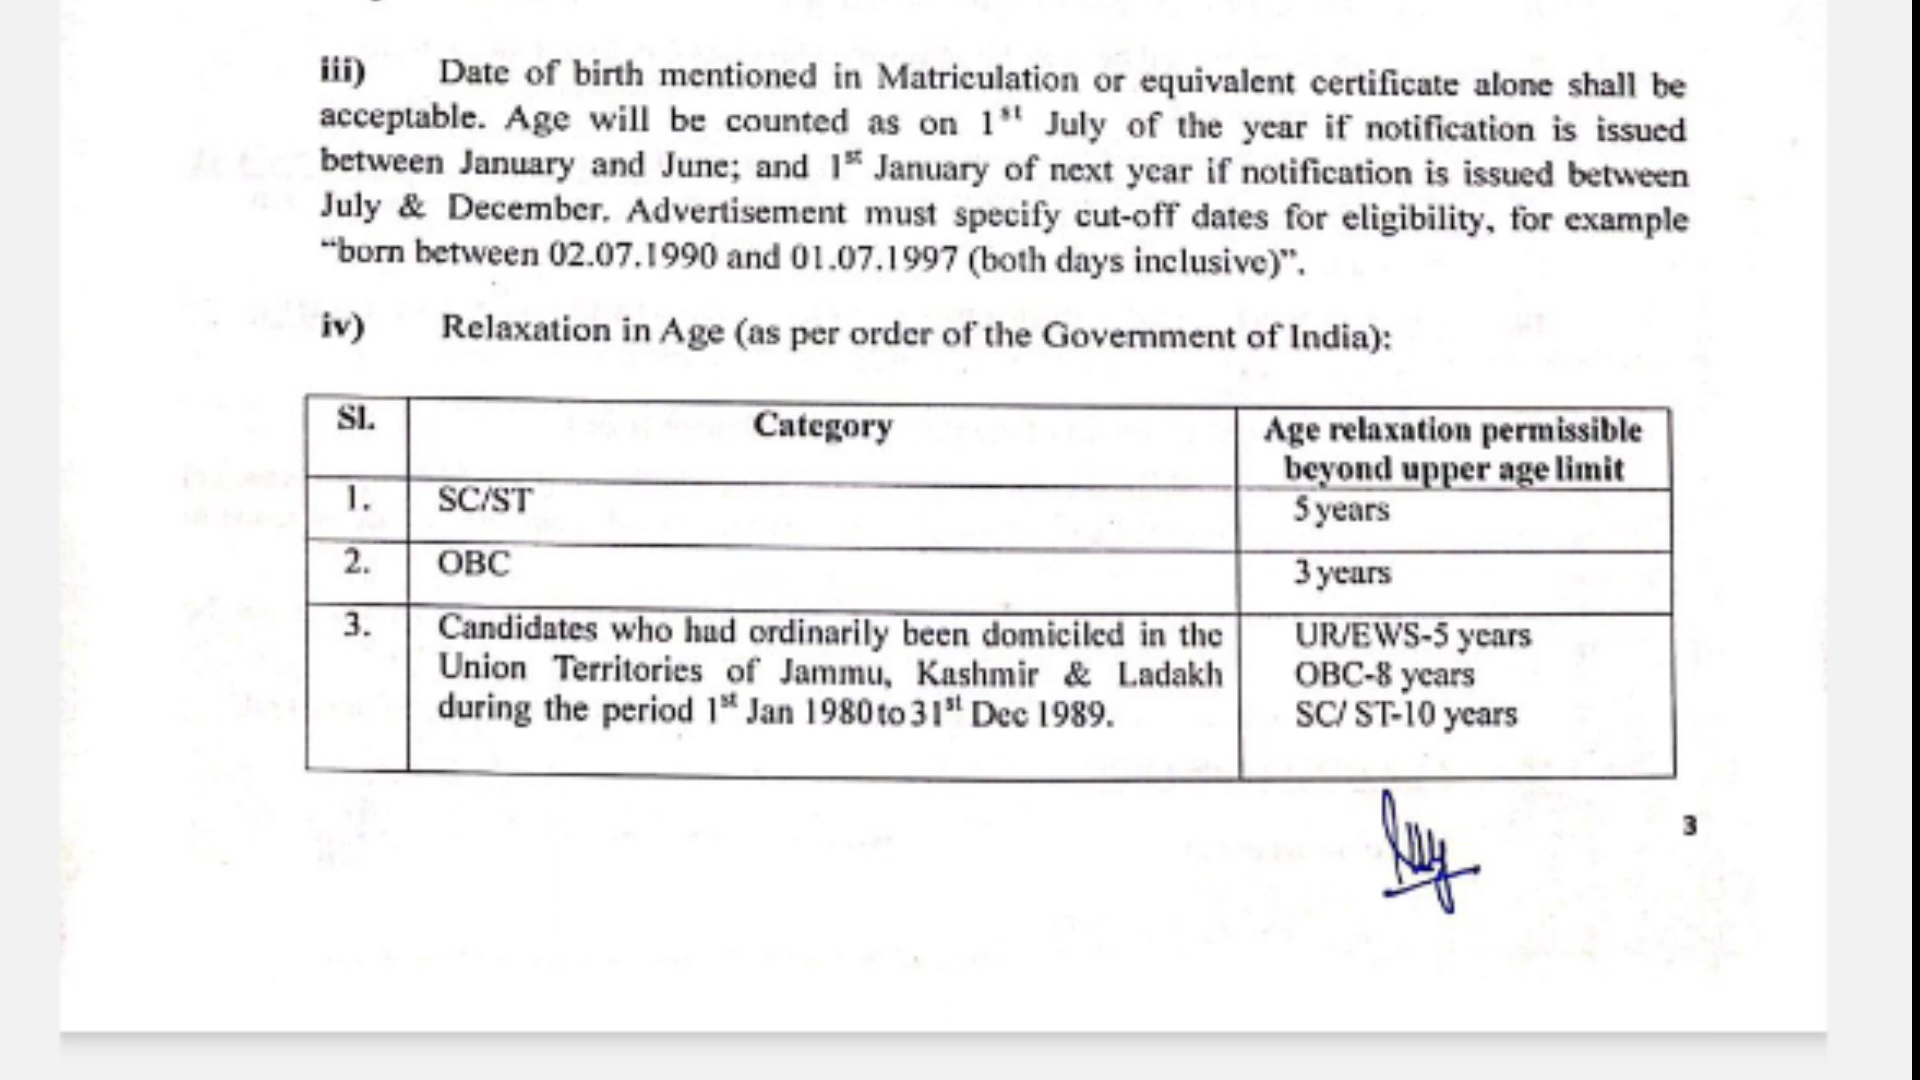 iii) Date of birth mentioned in Matriculation or equivalent certificate alone shall be
acceptable. Age will be counted as on 1st July of the year if notification is issued
between January and June; and 1st January of next year if notification is issued between
July & December. Advertisement must specify cut-off dates for eligibility, for example
“born between 02.07.1990 and 01.07.1997 (both days inclusive)”.
iv) Relaxation in Age (as per order of the Government of India):
Sl. Category Age relaxation permissible
beyond upper age limit
1. SC/ST 5 years
2. OBC 3 years
3. Candidates who had ordinarily been domiciled in the UR/EWS-5 years
Union Territories of Jammu, Kashmir & Ladakh OBC-8 years
during the period 1st Jan 1980 to 31st Dec 1989. SC/ ST-10 years
3